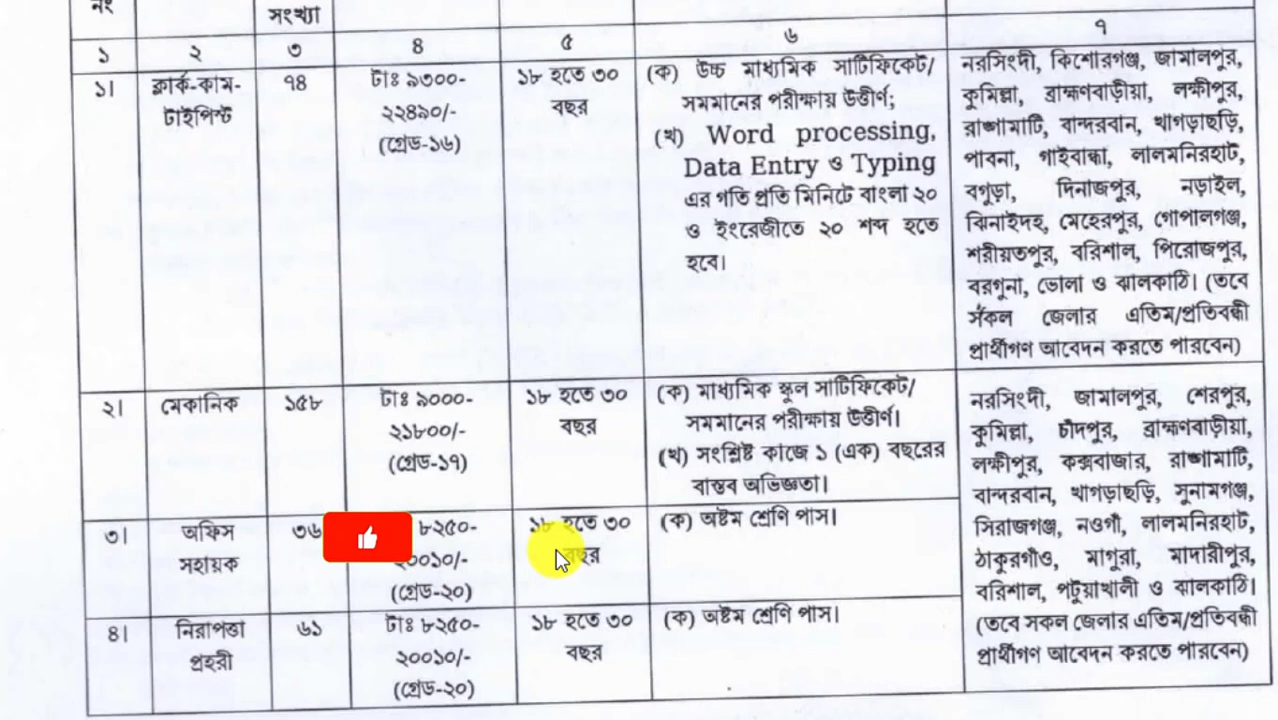 নং
সংখ্যা
১ ২ ৩ ৪ ৫ ৬ ৭
১। ক্লার্ক-কাম-
টাইপিস্ট
৭৪
টাঃ ৯৩০০-
২২৪৯০/-
(গ্রেড-১৬)
১৮ হতে ৩০
বছর
(ক) উচ্চ মাধ্যমিক সার্টিফিকেট/
সমমানের পরীক্ষায় উত্তীর্ণ;
(খ) Word processing,
Data Entry ও Typing
এর গতি প্রতি মিনিটে বাংলা ২০
ও ইংরেজীতে ২০ শব্দ হতে
হবে।
নরসিংদী, কিশোরগঞ্জ, জামালপুর,
কুমিল্লা, ব্রাহ্মণবাড়ীয়া, লক্ষীপুর,
রাঙ্গামাটি, বান্দরবান, খাগড়াছড়ি,
পাবনা, গাইবান্ধা, লালমনিরহাট,
বগুড়া, দিনাজপুর, নড়াইল,
ঝিনাইদহ, মেহেরপুর, গোপালগঞ্জ,
শরীয়তপুর, বরিশাল, পিরোজপুর,
বরগুনা, ভোলা ও ঝালকাঠি। (তবে
সকল জেলার এতিম/প্রতিবন্ধী
প্রার্থীগণ আবেদন করতে পারবেন)
২। মেকানিক ১৫৮
টাঃ ৯০০০-
২১৮০০/-
(গ্রেড-১৭)
১৮ হতে ৩০
বছর
(ক) মাধ্যমিক স্কুল সার্টিফিকেট/
সমমানের পরীক্ষায় উত্তীর্ণ।
(খ) সংশ্লিষ্ট কাজে ১ (এক) বছরের
বাস্তব অভিজ্ঞতা।
নরসিংদী, জামালপুর, শেরপুর,
কুমিল্লা, চাঁদপুর, ব্রাহ্মণবাড়ীয়া,
লক্ষীপুর, কক্সবাজার, রাঙ্গামাটি,
বান্দরবান, খাগড়াছড়ি, সুনামগঞ্জ,
সিরাজগঞ্জ, নওগাঁ, লালমনিরহাট,
ঠাকুরগাঁও, মাগুরা, মাদারীপুর,
বরিশাল, পটুয়াখালী ও ঝালকাঠি।
(তবে সকল জেলার এতিম/প্রতিবন্ধী
প্রার্থীগণ আবেদন করতে পারবেন)
৩। অফিস
সহায়ক
৩৬
৮২৫০-
২০০১০/-
(গ্রেড-২০)
১৮ হতে ৩০
বছর
(ক) অষ্টম শ্রেণি পাস।
৪। নিরাপত্তা
প্রহরী
৬১
টাঃ ৮২৫০-
২০০১০/-
(গ্রেড-২০)
১৮ হতে ৩০
বছর
(ক) অষ্টম শ্রেণি পাস।